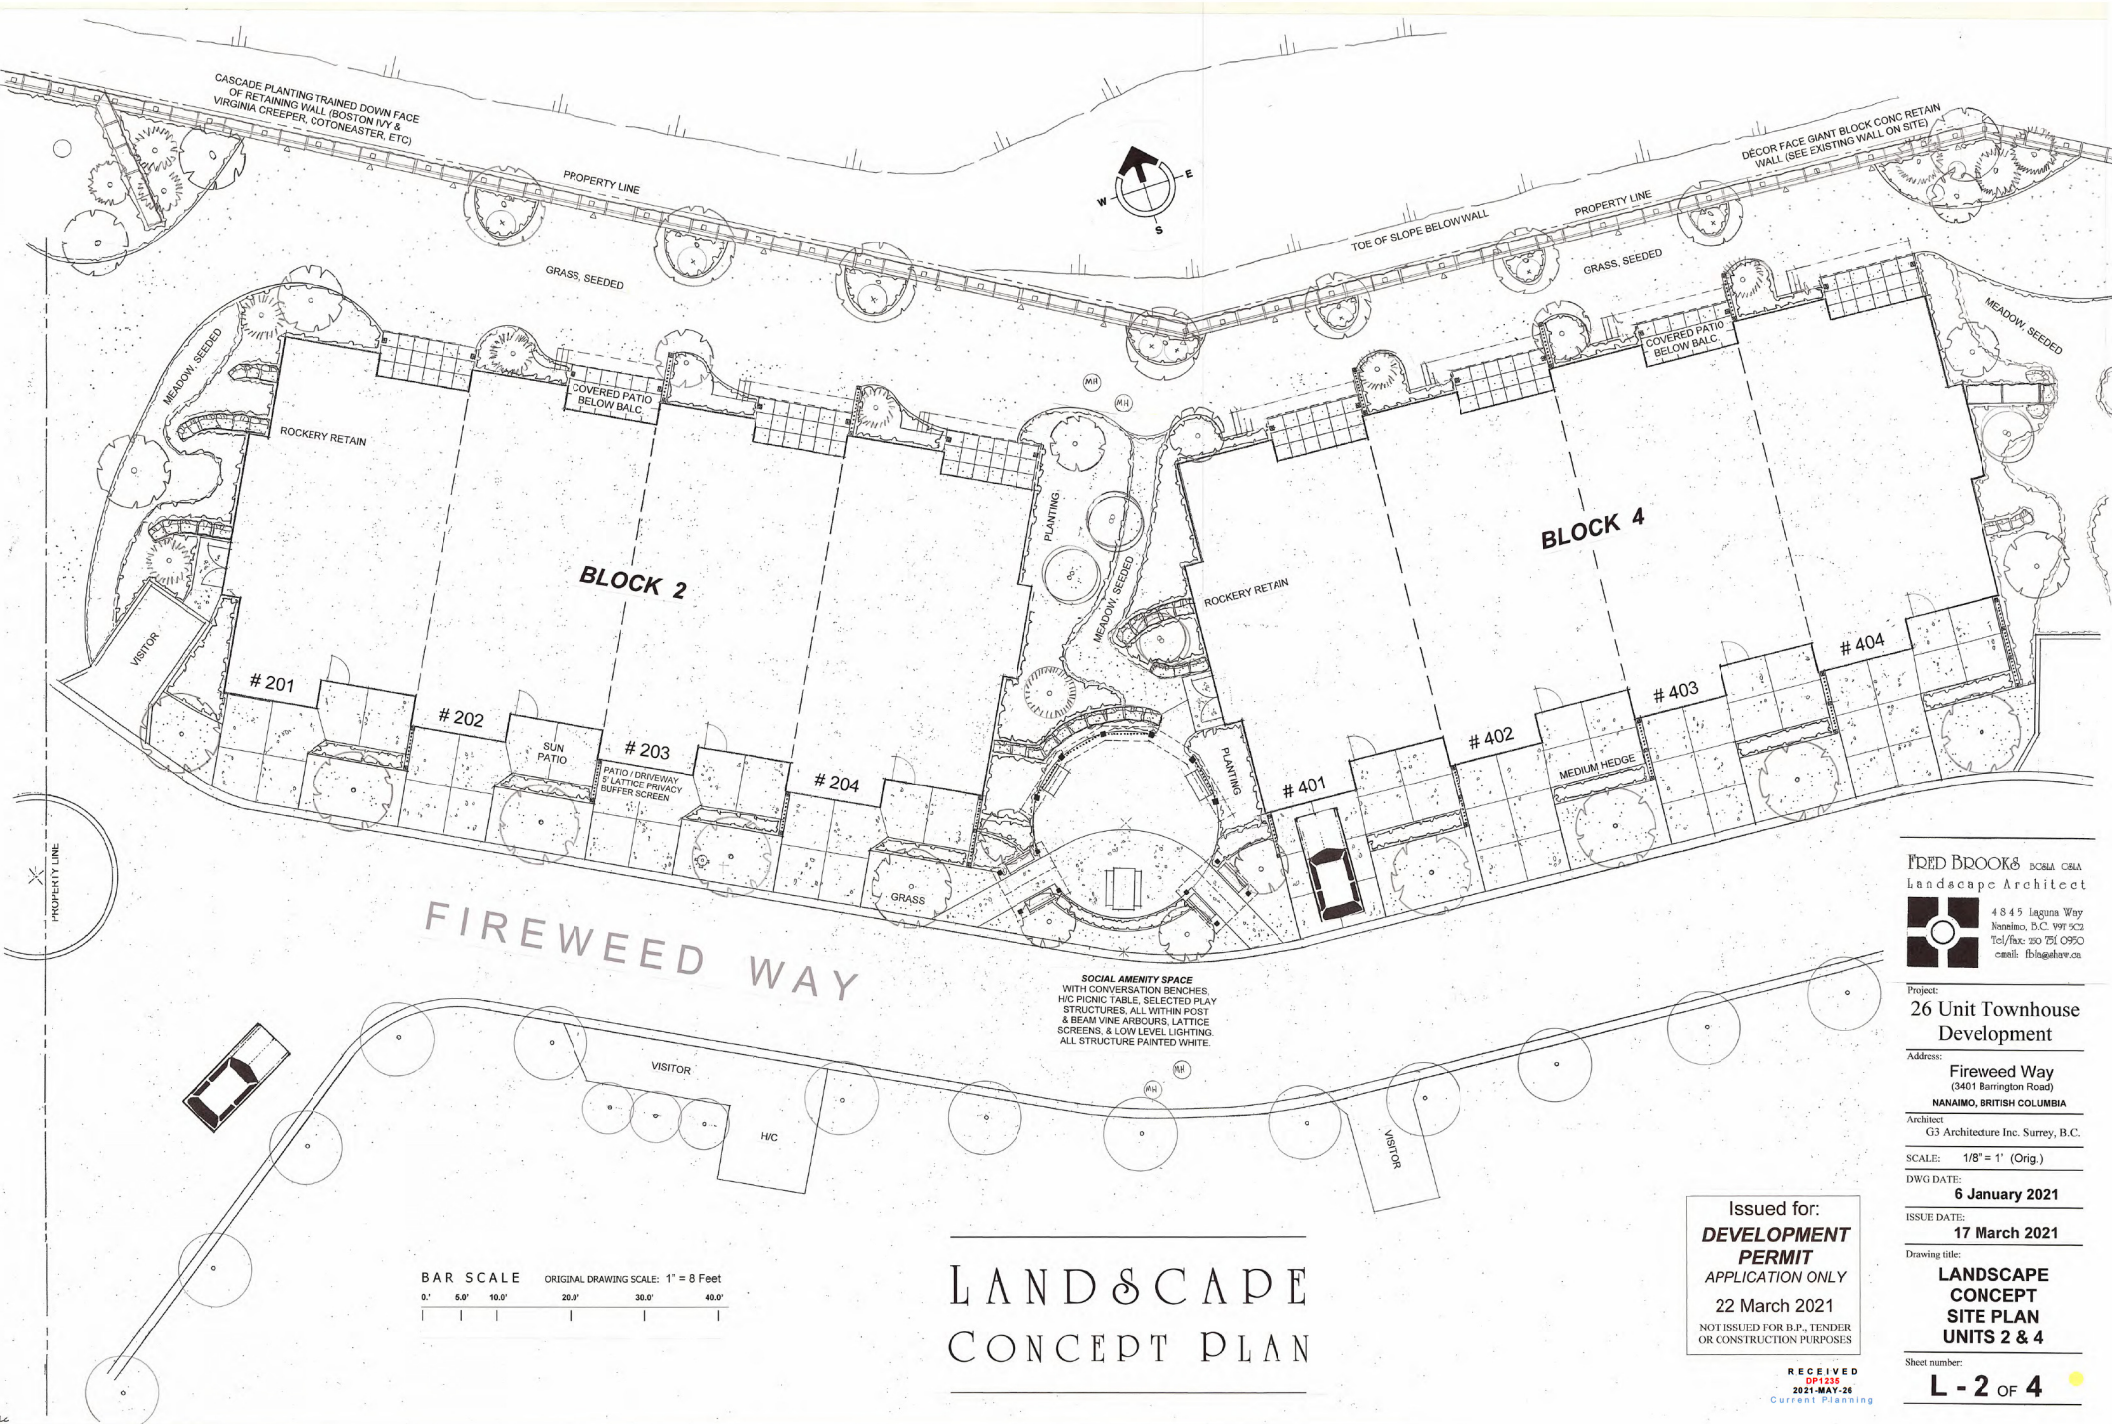 CASCADE PLANTING TRAINED DOWN FACE
OF RETAINING WALL (BOSTON IVY &
VIRGINIA CREEPER, COTONEASTER, ETC)
PROPERTY LINE
W
E
S
DÉCOR FACE GIANT BLOCK CONC RETAIN
WALL (SEE EXISTING WALL ON SITE)
PROPERTY LINE
TOE OF SLOPE BELOW WALL
GRASS, SEEDED
GRASS, SEEDED
MEADOW, SEEDED
MEADOW, SEEDED
COVERED PATIO
BELOW BALC.
COVERED PATIO
BELOW BALC.
MH
MH
ROCKERY RETAIN
PLANTING
BLOCK 2
BLOCK 4
MEADOW, SEEDED
ROCKERY RETAIN
VISITOR
# 201
# 202
# 203
# 204
# 401
# 402
# 403
# 404
SUN
PATIO
PATIO / DRIVEWAY
5' LATTICE PRIVACY
BUFFER SCREEN
PLANTING
MEDIUM HEDGE
GRASS
PROPERTY LINE
FIREWEED WAY
SOCIAL AMENITY SPACE
WITH CONVERSATION BENCHES,
H/C PICNIC TABLE, SELECTED PLAY
STRUCTURES, ALL WITHIN POST
& BEAM VINE ARBOURS, LATTICE
SCREENS, & LOW LEVEL LIGHTING.
ALL STRUCTURE PAINTED WHITE.
MH
MH
VISITOR
H/C
VISITOR
BAR SCALE ORIGINAL DRAWING SCALE: 1" = 8 Feet
0.' 5.0' 10.0' 20.0' 30.0' 40.0'
LANDSCAPE
CONCEPT PLAN
Issued for:
DEVELOPMENT
PERMIT
APPLICATION ONLY
22 March 2021
NOT ISSUED FOR B.P., TENDER
OR CONSTRUCTION PURPOSES
RECEIVED
DP1235
2021-MAY-26
Current Planning
FRED BROOKS BCSLA CSLA
Landscape Architect
4845 Laguna Way
Nanaimo, B.C. V9T 5C2
Tel/fax: 250 751 0950
email: fbla@shaw.ca
Project:
26 Unit Townhouse
Development
Address:
Fireweed Way
(3401 Barrington Road)
NANAIMO, BRITISH COLUMBIA
Architect
G3 Architecture Inc. Surrey, B.C.
SCALE: 1/8" = 1' (Orig.)
DWG DATE:
6 January 2021
ISSUE DATE:
17 March 2021
Drawing title:
LANDSCAPE
CONCEPT
SITE PLAN
UNITS 2 & 4
Sheet number:
L - 2 OF 4